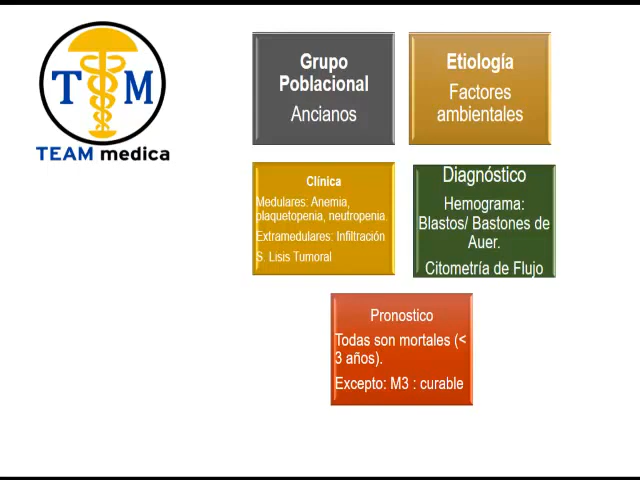 T M
TEAM medica
Grupo
Poblacional
Ancianos
Etiología
Factores
ambientales
Clínica
Medulares: Anemia,
plaquetopenia, neutropenia.
Extramedulares: Infiltración
S. Lisis Tumoral
Diagnóstico
Hemograma:
Blastos/ Bastones de
Auer.
Citometría de Flujo
Pronostico
Todas son mortales (<
3 años).
Excepto: M3 : curable